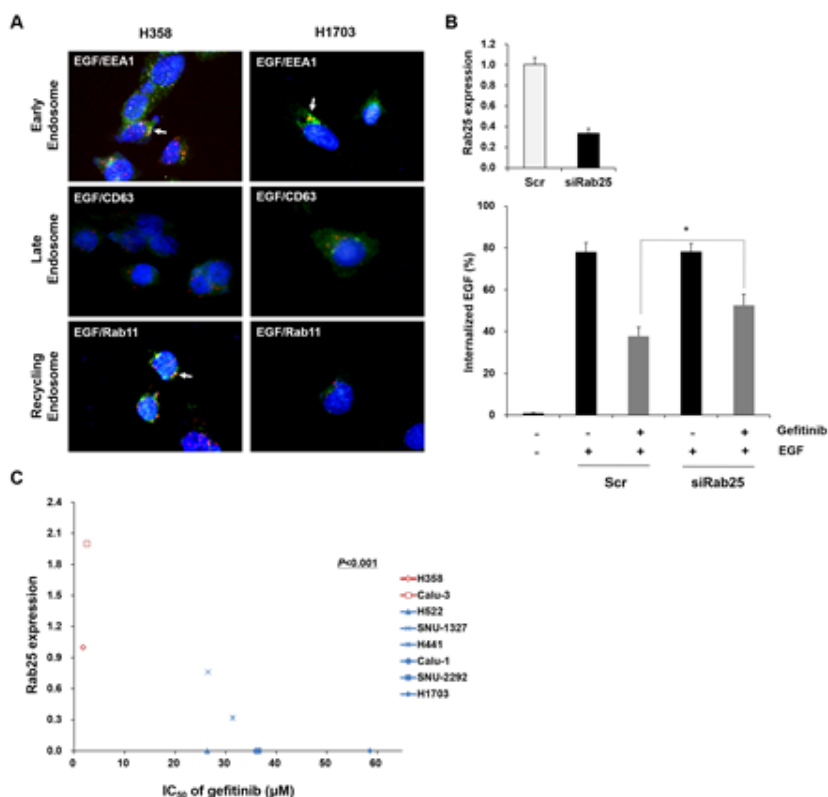 A
H358
H1703
Early
Endosome
EGF/EEA1
EGF/EEA1
Late
Endosome
EGF/CD63
EGF/CD63
Recycling
Endosome
EGF/Rab11
EGF/Rab11
B
Rab25 expression
1.2
1.0
0.8
0.6
0.4
0.2
0.0
Scr
siRab25
Internalized EGF (%)
100
80
60
40
20
0
*
- - + - + Gefitinib
- + + + + EGF
Scr
siRab25
C
Rab25 expression
2.4
2.1
1.8
1.5
1.2
0.9
0.6
0.3
0.0
P<0.001
H358
Calu-3
H522
SNU-1327
H441
Calu-1
SNU-2292
H1703
0 10 20 30 40 50 60
IC50 of gefitinib (μM)